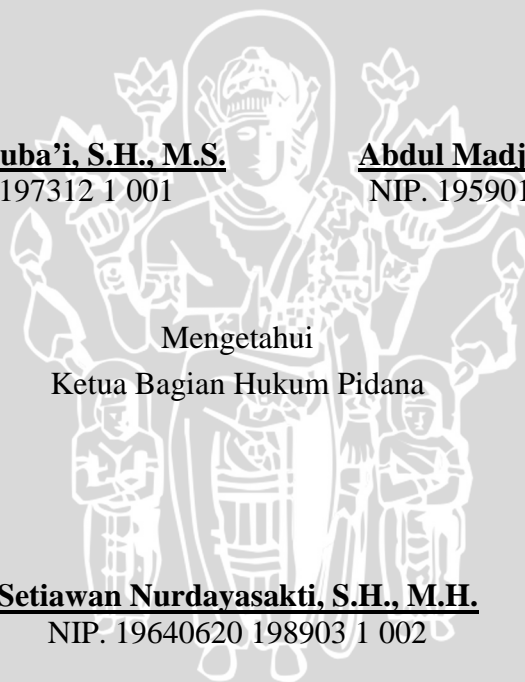 uba’i, S.H., M.S. Abdul Madj
197312 1 001 NIP. 195901
Mengetahui
Ketua Bagian Hukum Pidana
Setiawan Nurdayasakti, S.H., M.H.
NIP. 19640620 198903 1 002